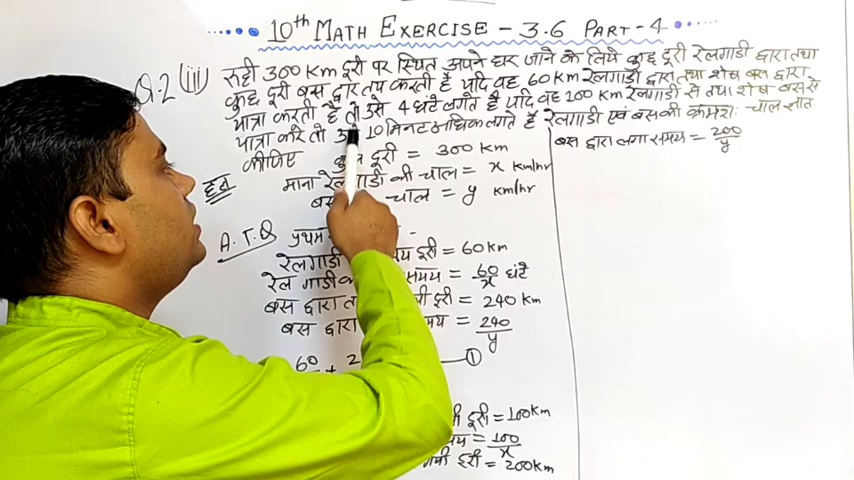 10th MATH EXERCISE - 3.6 PART - 4
Q.2 (iii) रूही 300 Km दूरी पर स्थित अपने घर जाने के लिये कुछ दूरी रेलगाडी द्वारा तथा
कुछ दूरी बस द्वारा तय करती है यदि वह 60 Km रेलगाडी द्वारा तथा शेष बस द्वारा
यात्रा करती है तो उसे 4 घंटे लगते है यदि वह 100 Km रेलगाडी से तथा शेष बस से
यात्रा करे तो 10 मिनट अधिक लगते है रेलगाडी एवं बस की क्रमशः चाल ज्ञात
कीजिए
दूरी = 300 Km
हल माना रेलगाडी की चाल = x Km/hr
चाल = y Km/hr
A.T.Q प्रथम
रेलगाडी दूरी = 60 Km
रेल गाडी समय = 60/x घंटे
बस द्वारा दूरी = 240 Km
बस द्वारा समय = 240/y
60 + ①
दूरी = 100 Km
= 100/x
दूरी = 200 Km
बस द्वारा लगा समय = 200/y